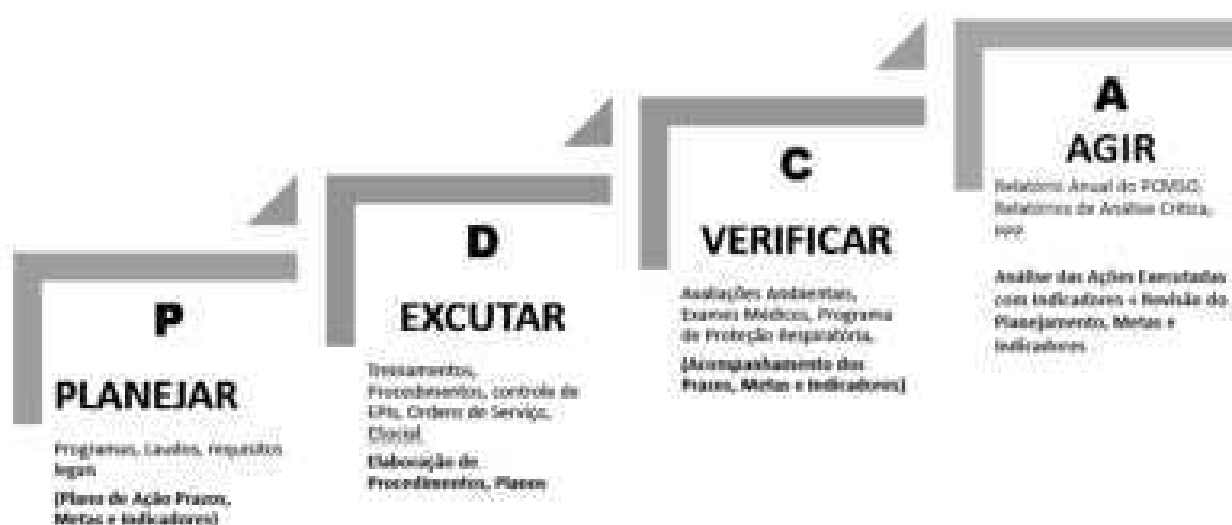 P
PLANEJAR
Programas, Laudos, requisitos
legais
(Plano de Ação Prazos,
Metas e Indicadores)
D
EXCUTAR
Treinamentos,
Procedimentos, controle de
EPIs, Ordens de Serviço,
Elaboração de
Procedimentos, Planos
C
VERIFICAR
Avaliações Ambientais,
Exames Médicos, Programa
de Proteção Respiratória,
(Acompanhamento dos
Prazos, Metas e Indicadores)
A
AGIR
Relatório Anual do PCMSO,
Relatórios de Análise Crítica,
Análise das Ações Executadas
com Indicadores e Revisão do
Planejamento, Metas e
Indicadores